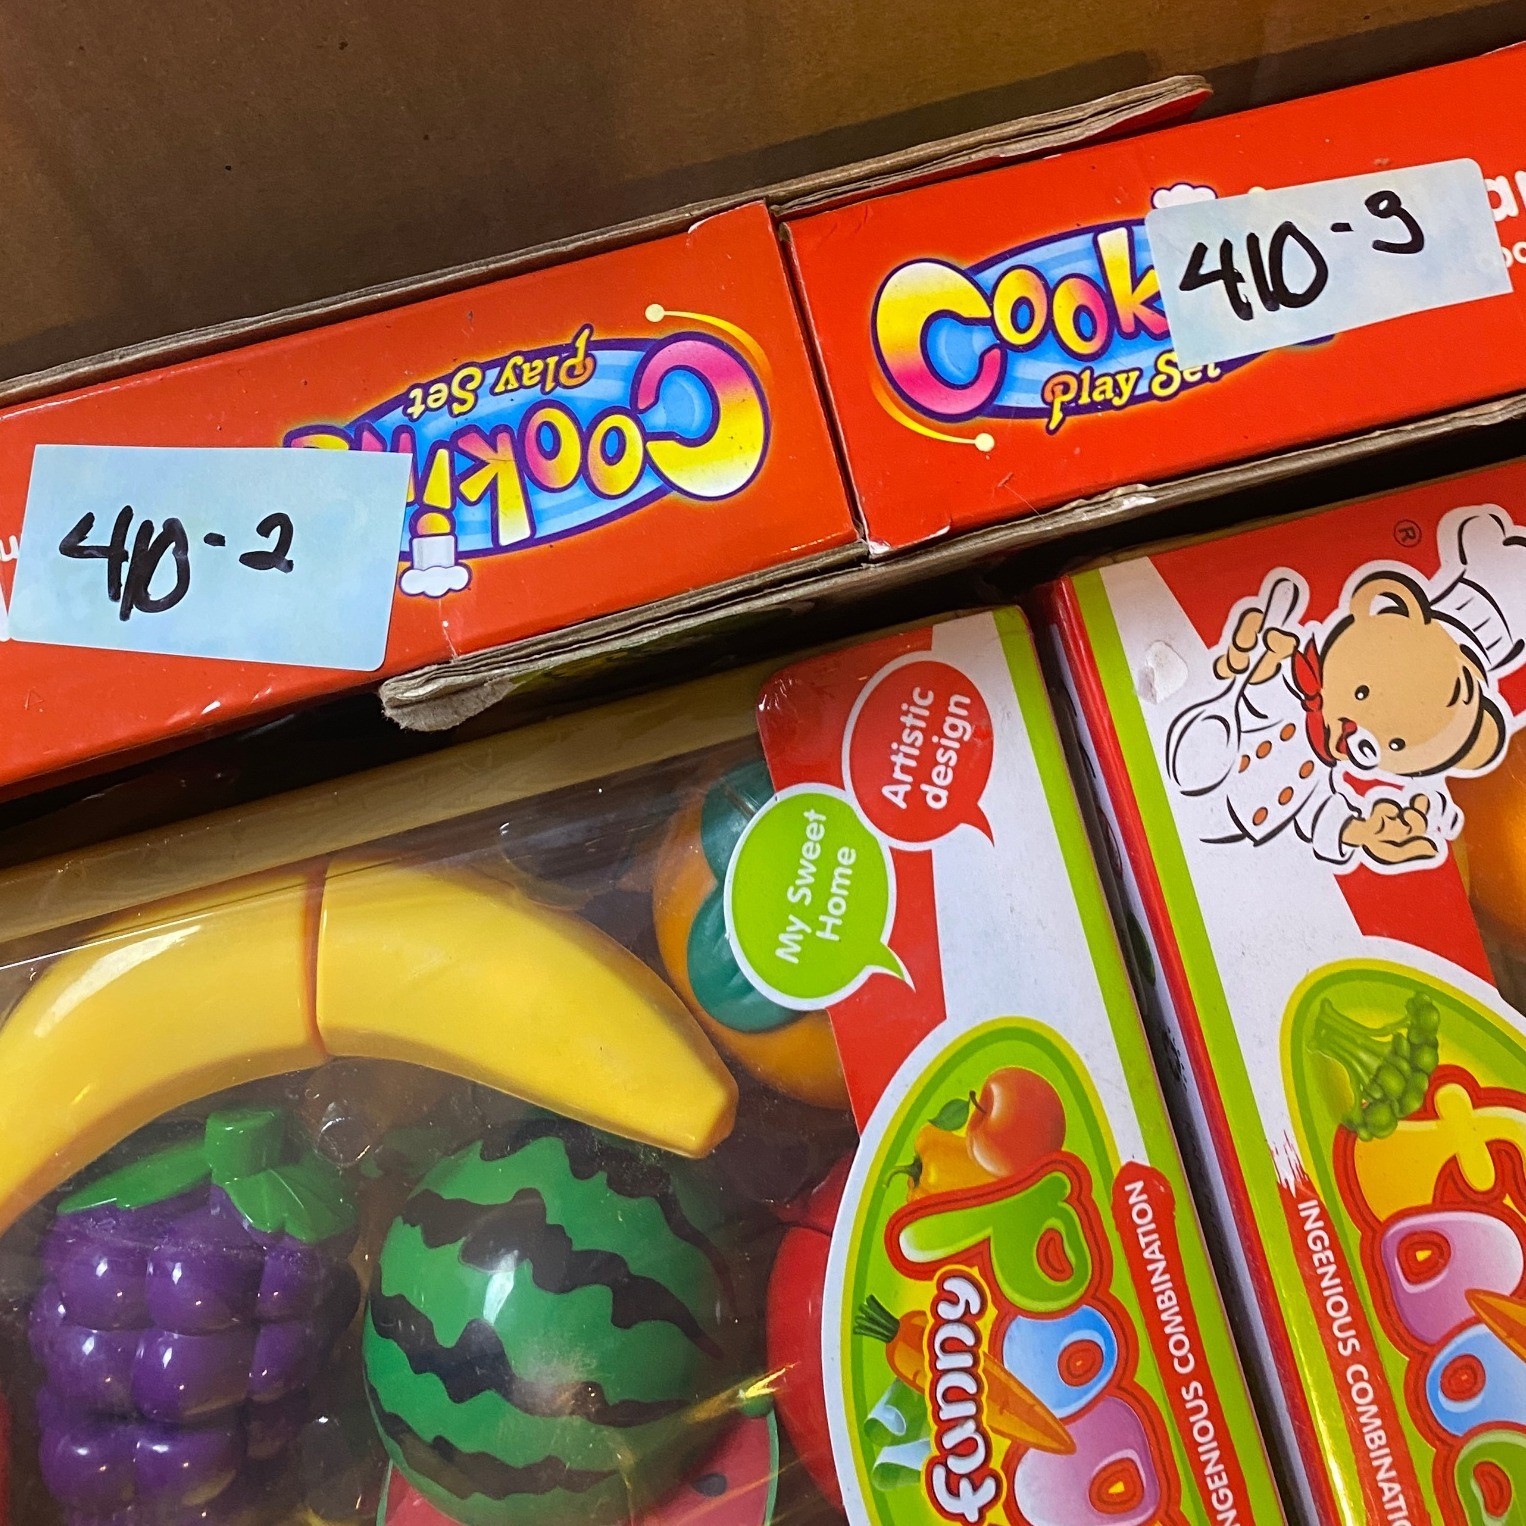 Cook
Play Set
410-3
Cooking
Play Set
410-2
®
Artistic
design
My Sweet
Home
funny
INGENIOUS COMBINATION
INGENIOUS COMBINATI